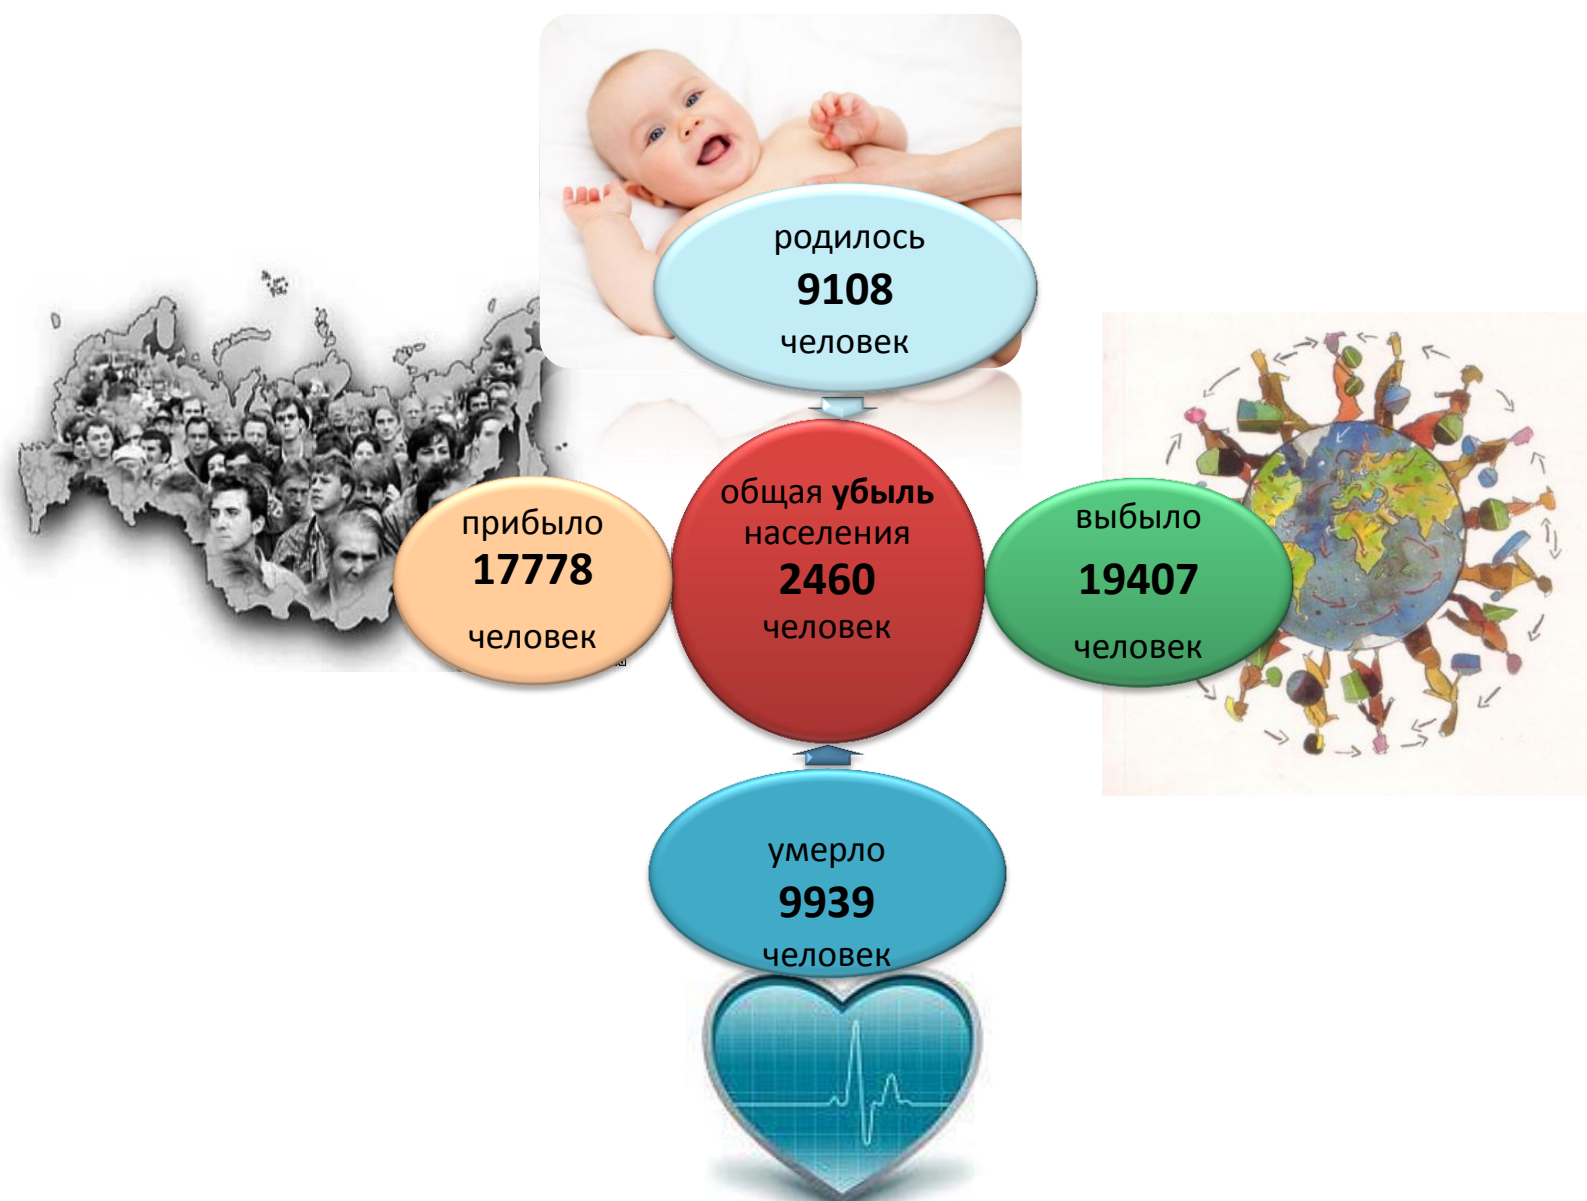 родилось
9108
человек
прибыло
17778
человек
общая убыль
населения
2460
человек
выбыло
19407
человек
умерло
9939
человек